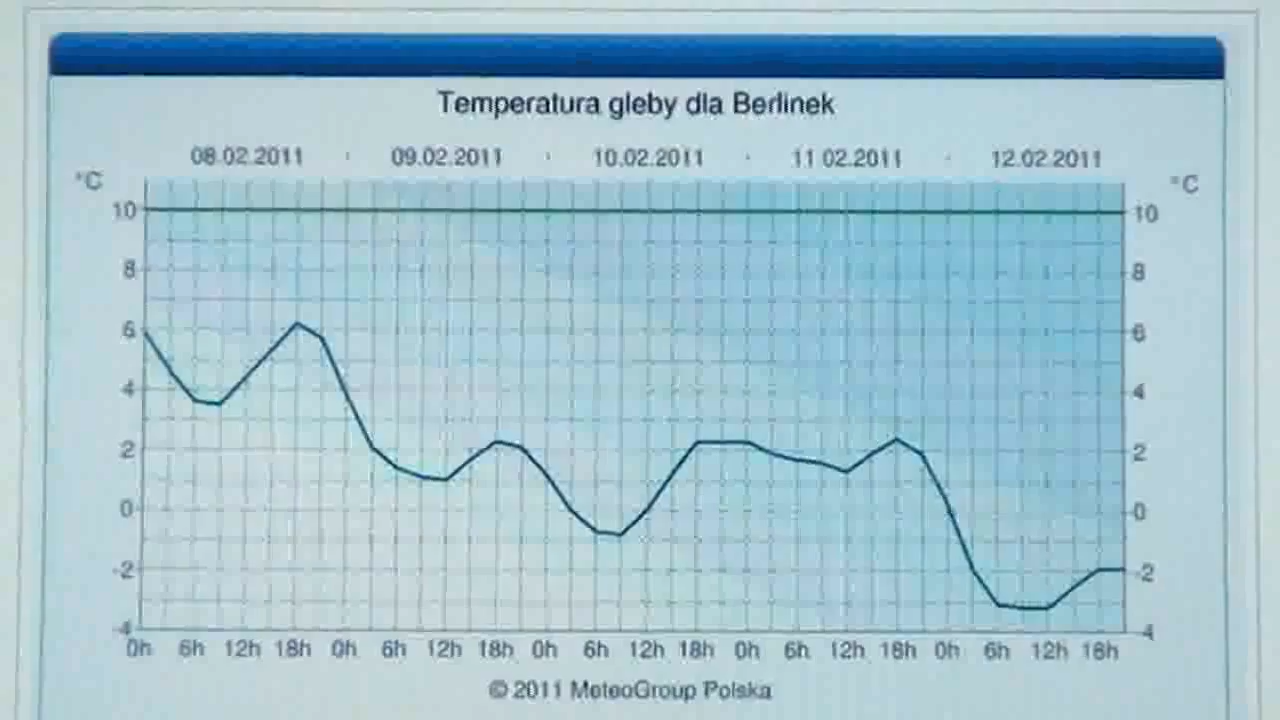 Temperatura gleby dla Berlinek
08.02.2011 · 09.02.2011 · 10.02.2011 · 11.02.2011 · 12.02.2011
°C °C
10 10
8 8
6 6
4 4
2 2
0 0
-2 -2
-4 -4
0h 6h 12h 18h 0h 6h 12h 18h 0h 6h 12h 18h 0h 6h 12h 18h 0h 6h 12h 18h
© 2011 MeteoGroup Polska